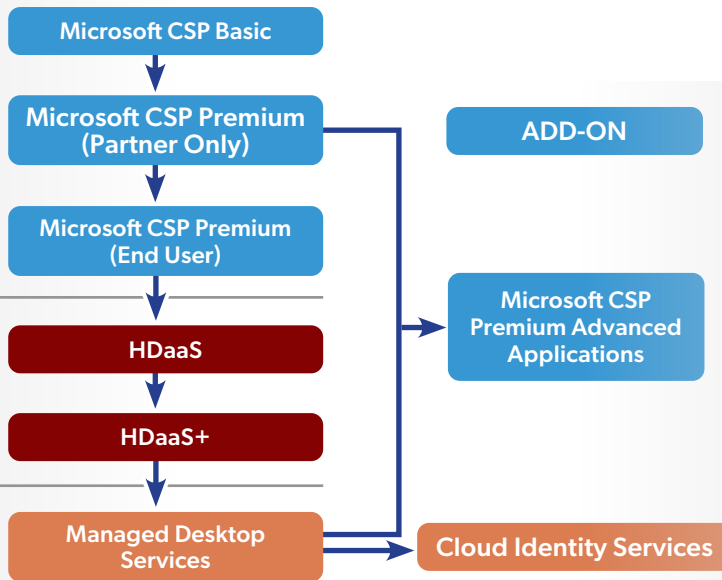 Microsoft CSP Basic
Microsoft CSP Premium
(Partner Only)
Microsoft CSP Premium
(End User)
HDaaS
HDaaS+
Managed Desktop
Services
ADD-ON
Microsoft CSP
Premium Advanced
Applications
Cloud Identity Services